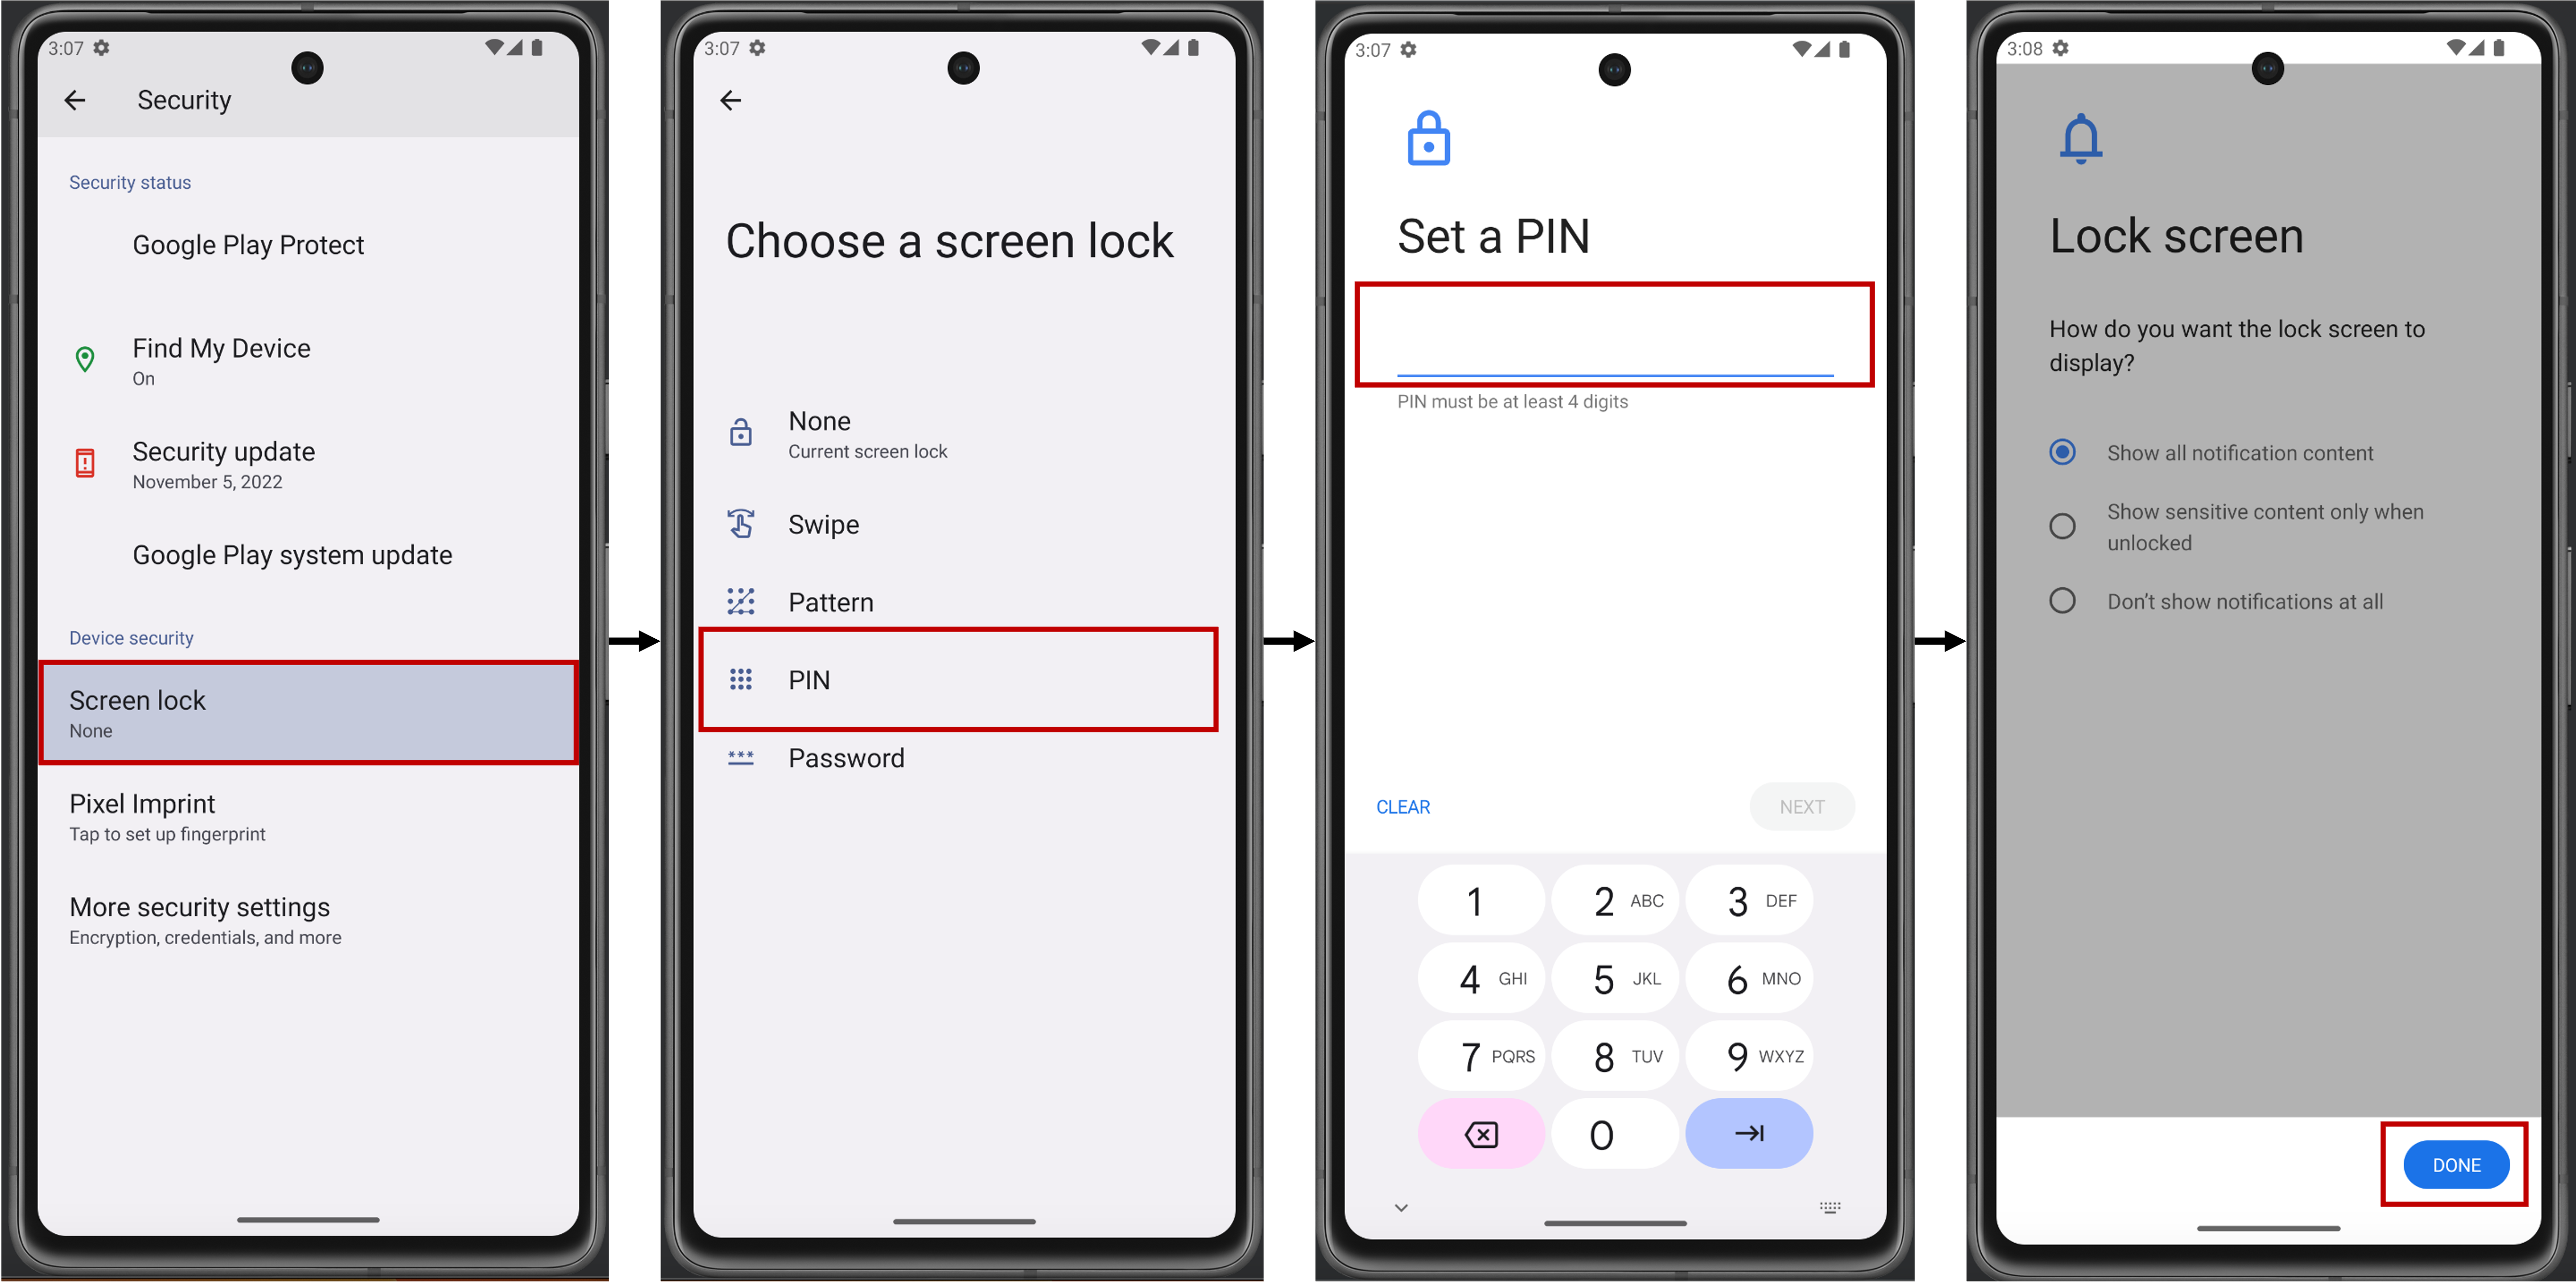 3:07
Security
Security status
Google Play Protect
Find My Device
On
Security update
November 5, 2022
Google Play system update
Device security
Screen lock
None
Pixel Imprint
Tap to set up fingerprint
More security settings
Encryption, credentials, and more
3:07
Choose a screen lock
None
Current screen lock
Swipe
Pattern
PIN
Password
3:07
Set a PIN
PIN must be at least 4 digits
CLEAR NEXT
1 2 ABC 3 DEF
4 GHI 5 JKL 6 MNO
7 PQRS 8 TUV 9 WXYZ
0
3:08
Lock screen
How do you want the lock screen to
display?
Show all notification content
Show sensitive content only when
unlocked
Don't show notifications at all
DONE